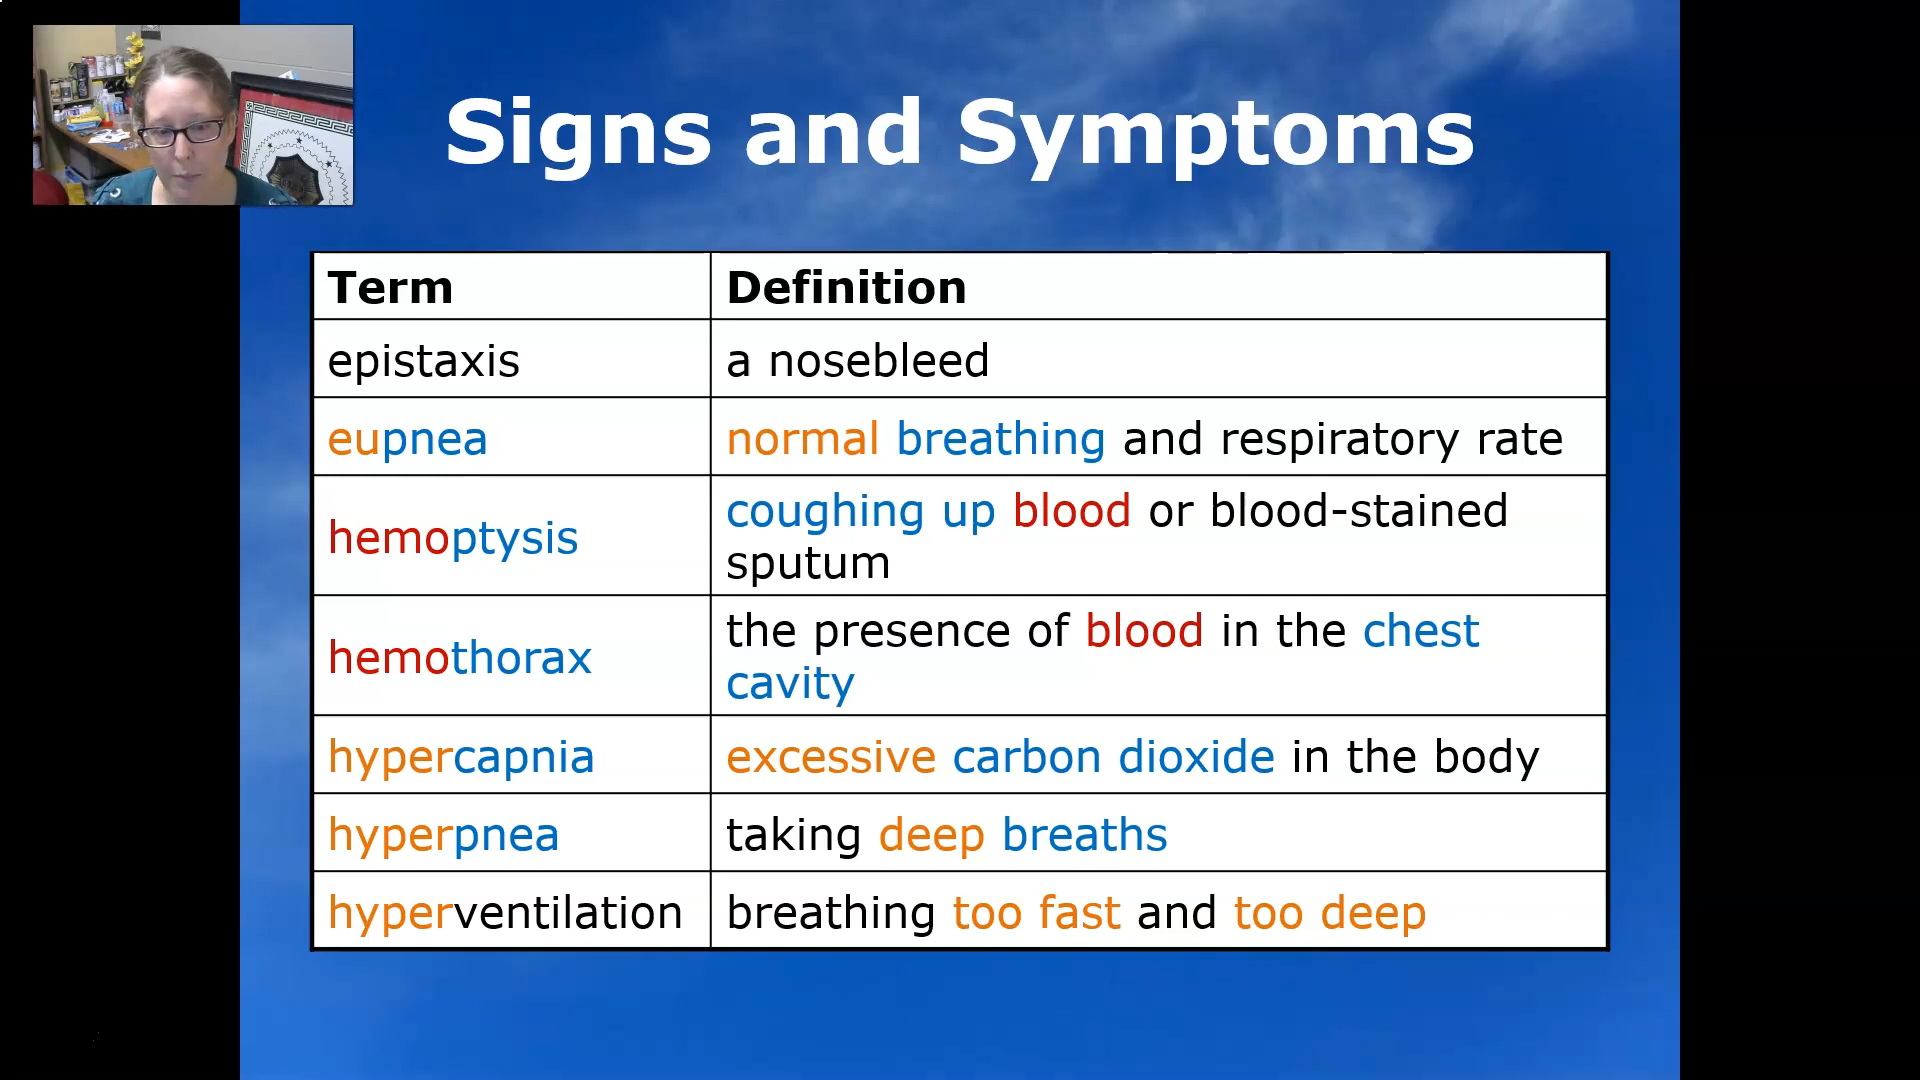 Signs and Symptoms
Term Definition
epistaxis a nosebleed
eupnea normal breathing and respiratory rate
hemoptysis coughing up blood or blood-stained
sputum
hemothorax the presence of blood in the chest
cavity
hypercapnia excessive carbon dioxide in the body
hyperpnea taking deep breaths
hyperventilation breathing too fast and too deep